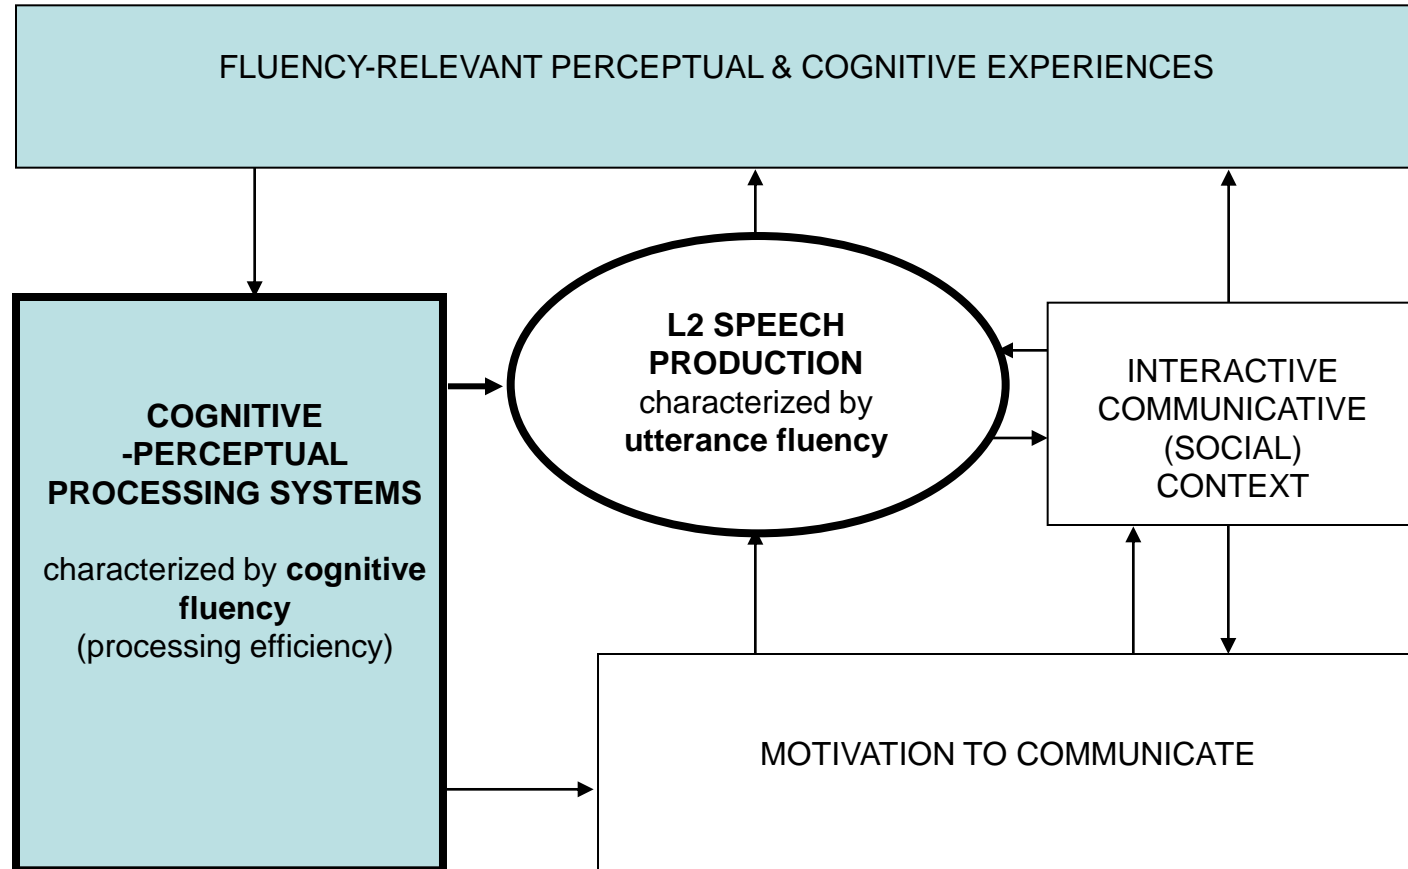 FLUENCY-RELEVANT PERCEPTUAL & COGNITIVE EXPERIENCES
L2 SPEECH
PRODUCTION
characterized by
utterance fluency
INTERACTIVE
COMMUNICATIVE
(SOCIAL)
CONTEXT
COGNITIVE
-PERCEPTUAL
PROCESSING SYSTEMS
characterized by cognitive
fluency
(processing efficiency)
MOTIVATION TO COMMUNICATE